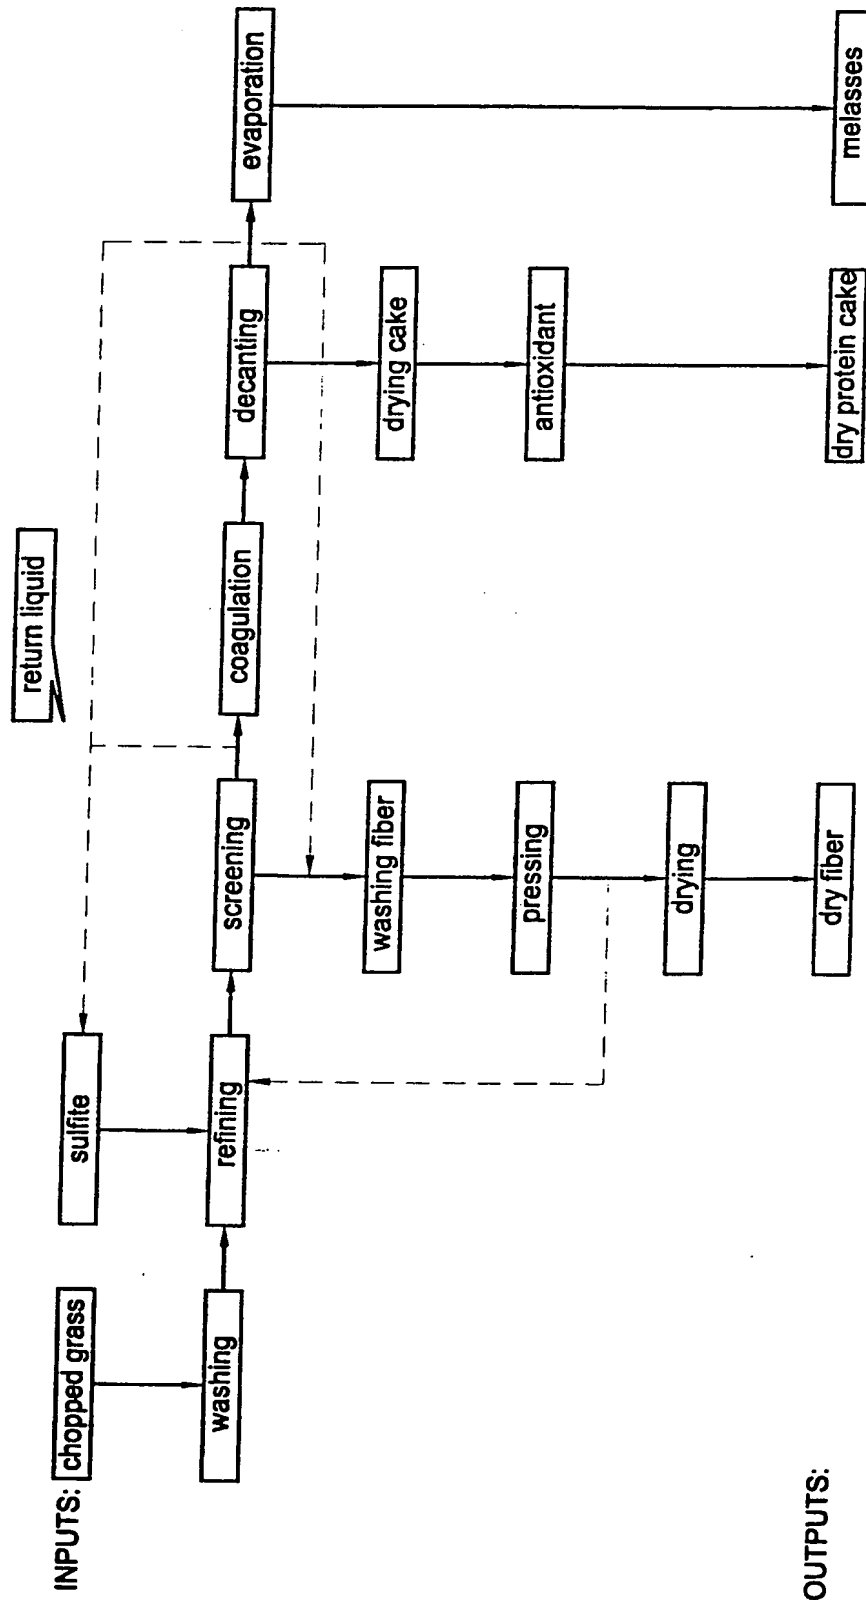 return liquid
INPUTS:
chopped grass
sulfite
washing
refining
screening
coagulation
decanting
evaporation
washing fiber
drying cake
pressing
antioxidant
drying
OUTPUTS:
dry fiber
dry protein cake
melasses